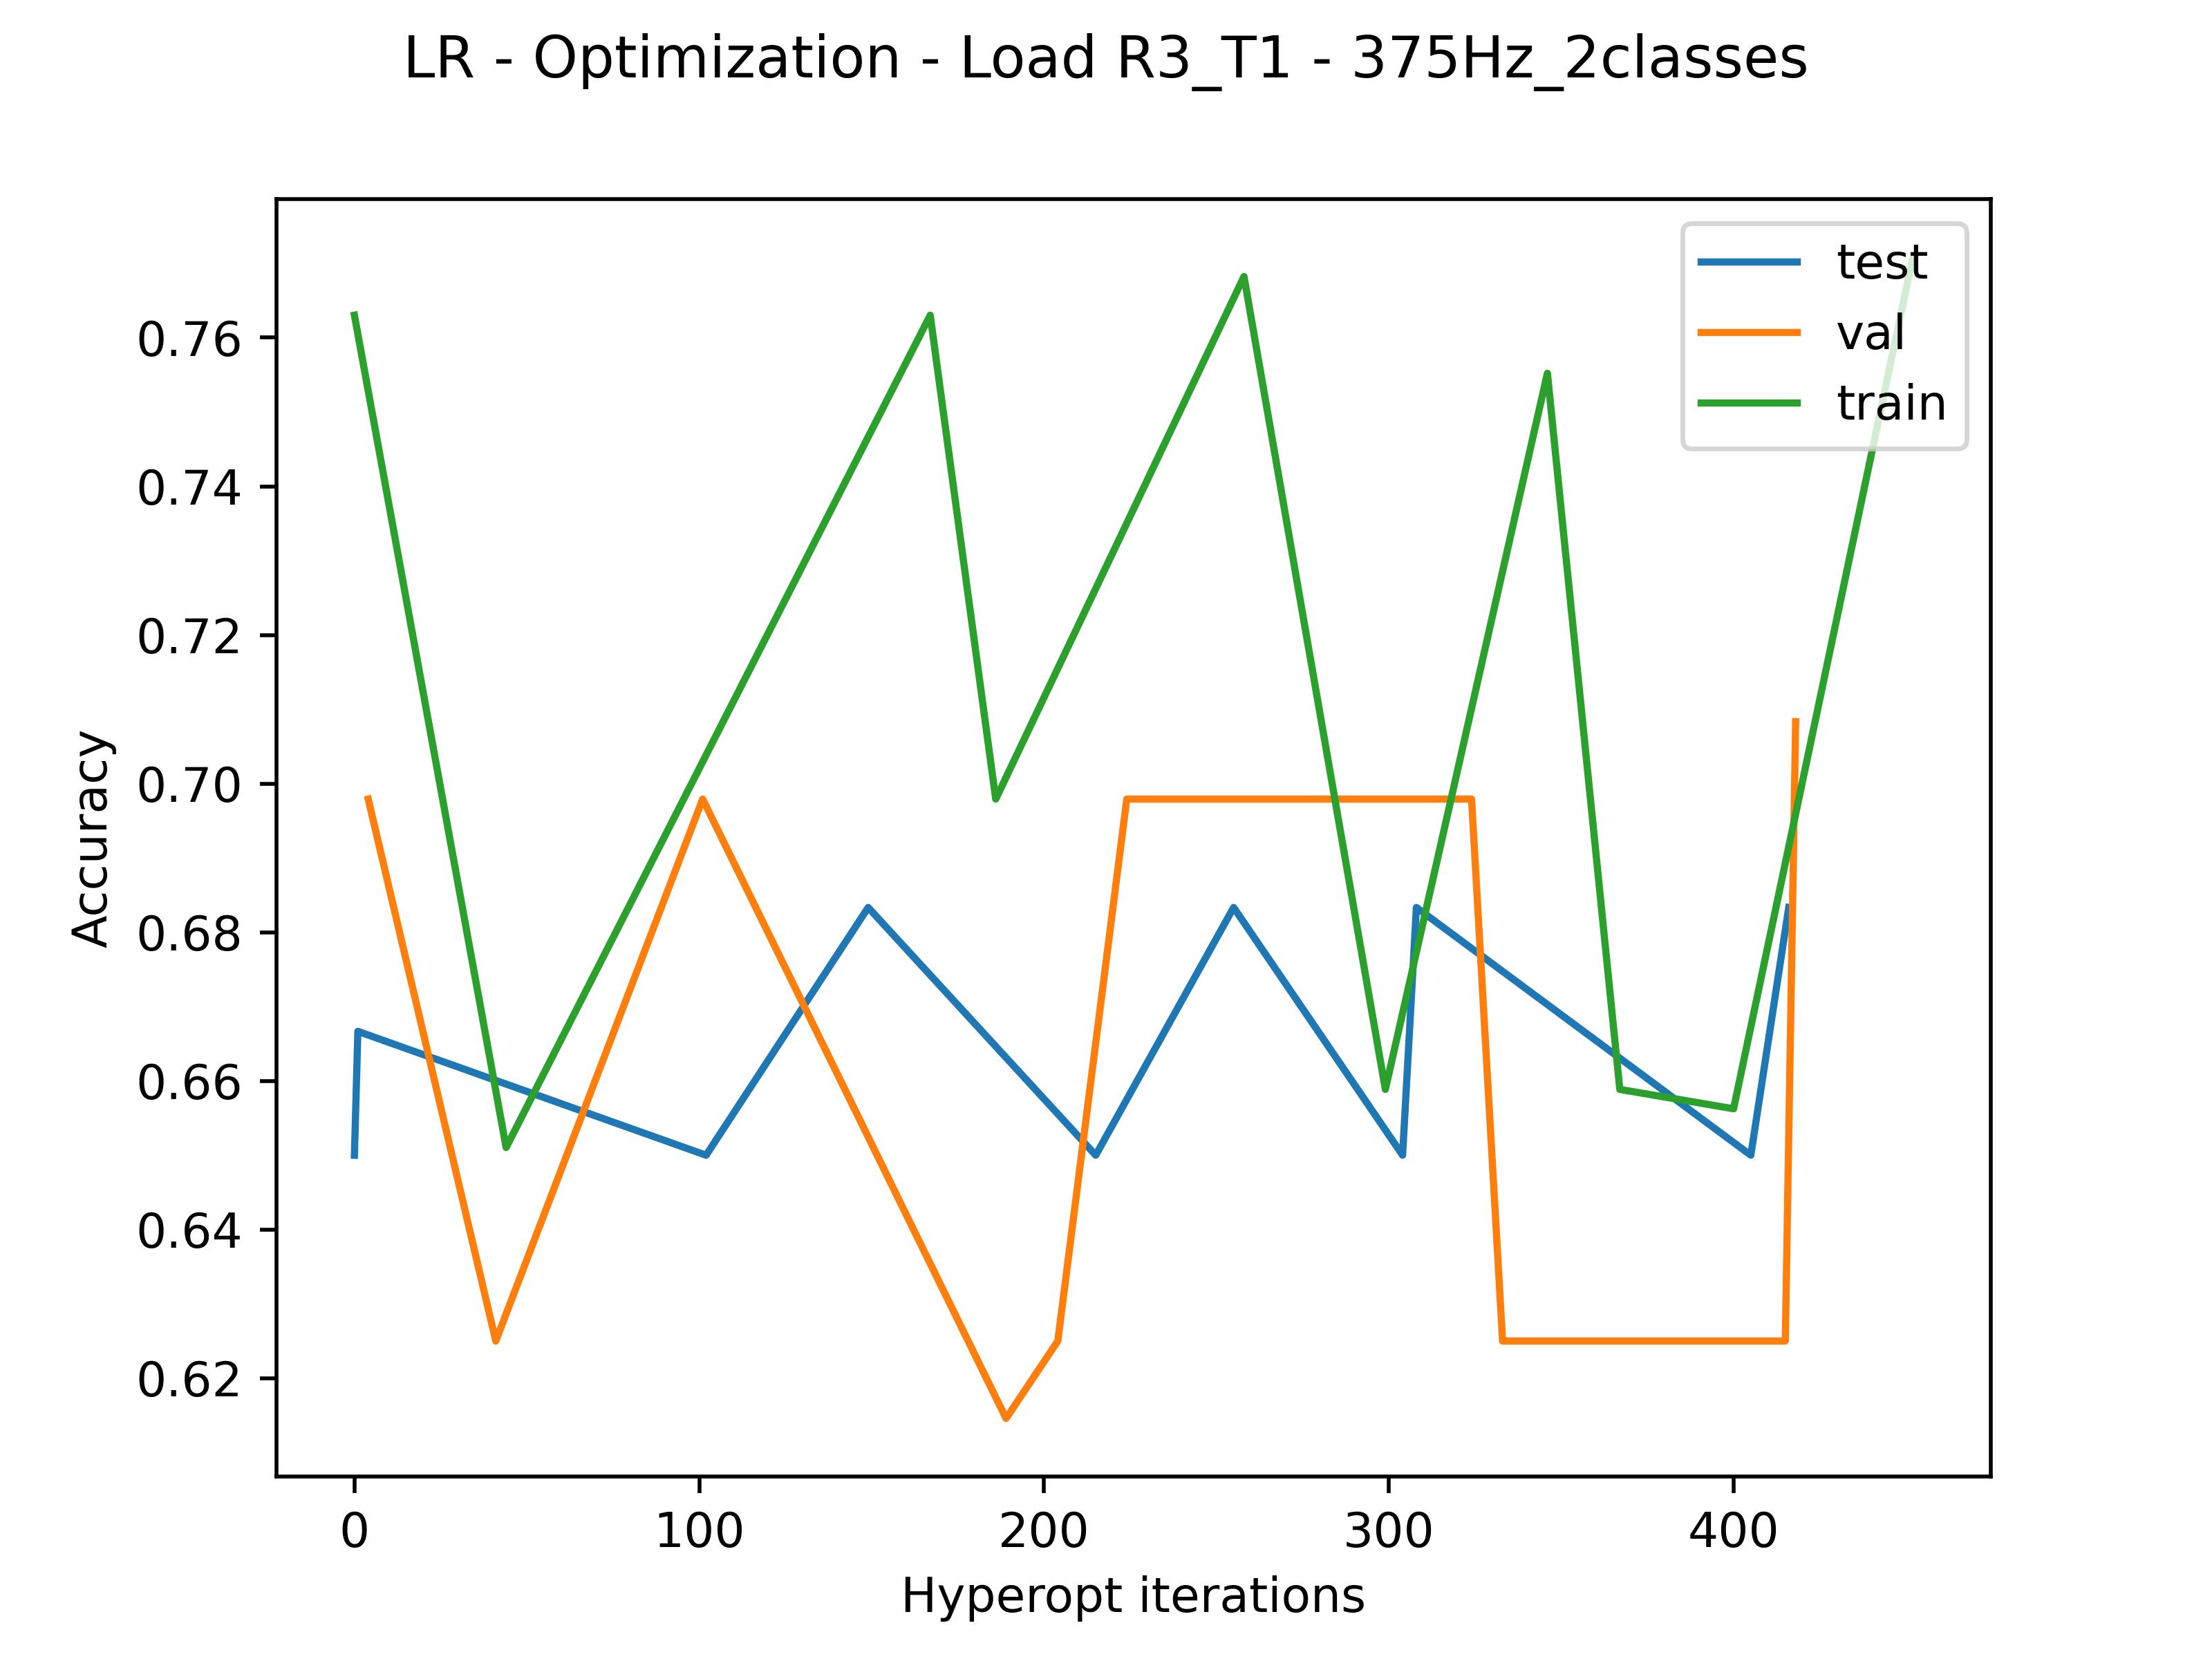 LR - Optimization - Load R3_T1 - 375Hz_2classes
test
val
train
0.76
0.74
0.72
0.70
0.68
0.66
0.64
0.62
Accuracy
0 100 200 300 400
Hyperopt iterations